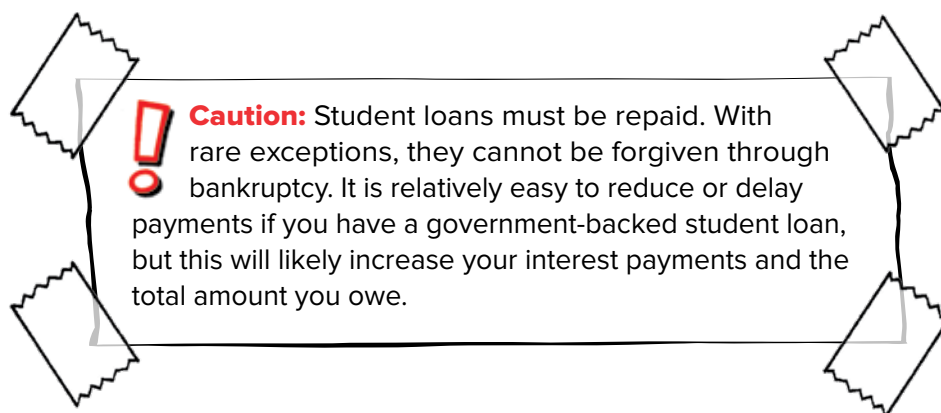 Caution: Student loans must be repaid. With
rare exceptions, they cannot be forgiven through
bankruptcy. It is relatively easy to reduce or delay
payments if you have a government-backed student loan,
but this will likely increase your interest payments and the
total amount you owe.